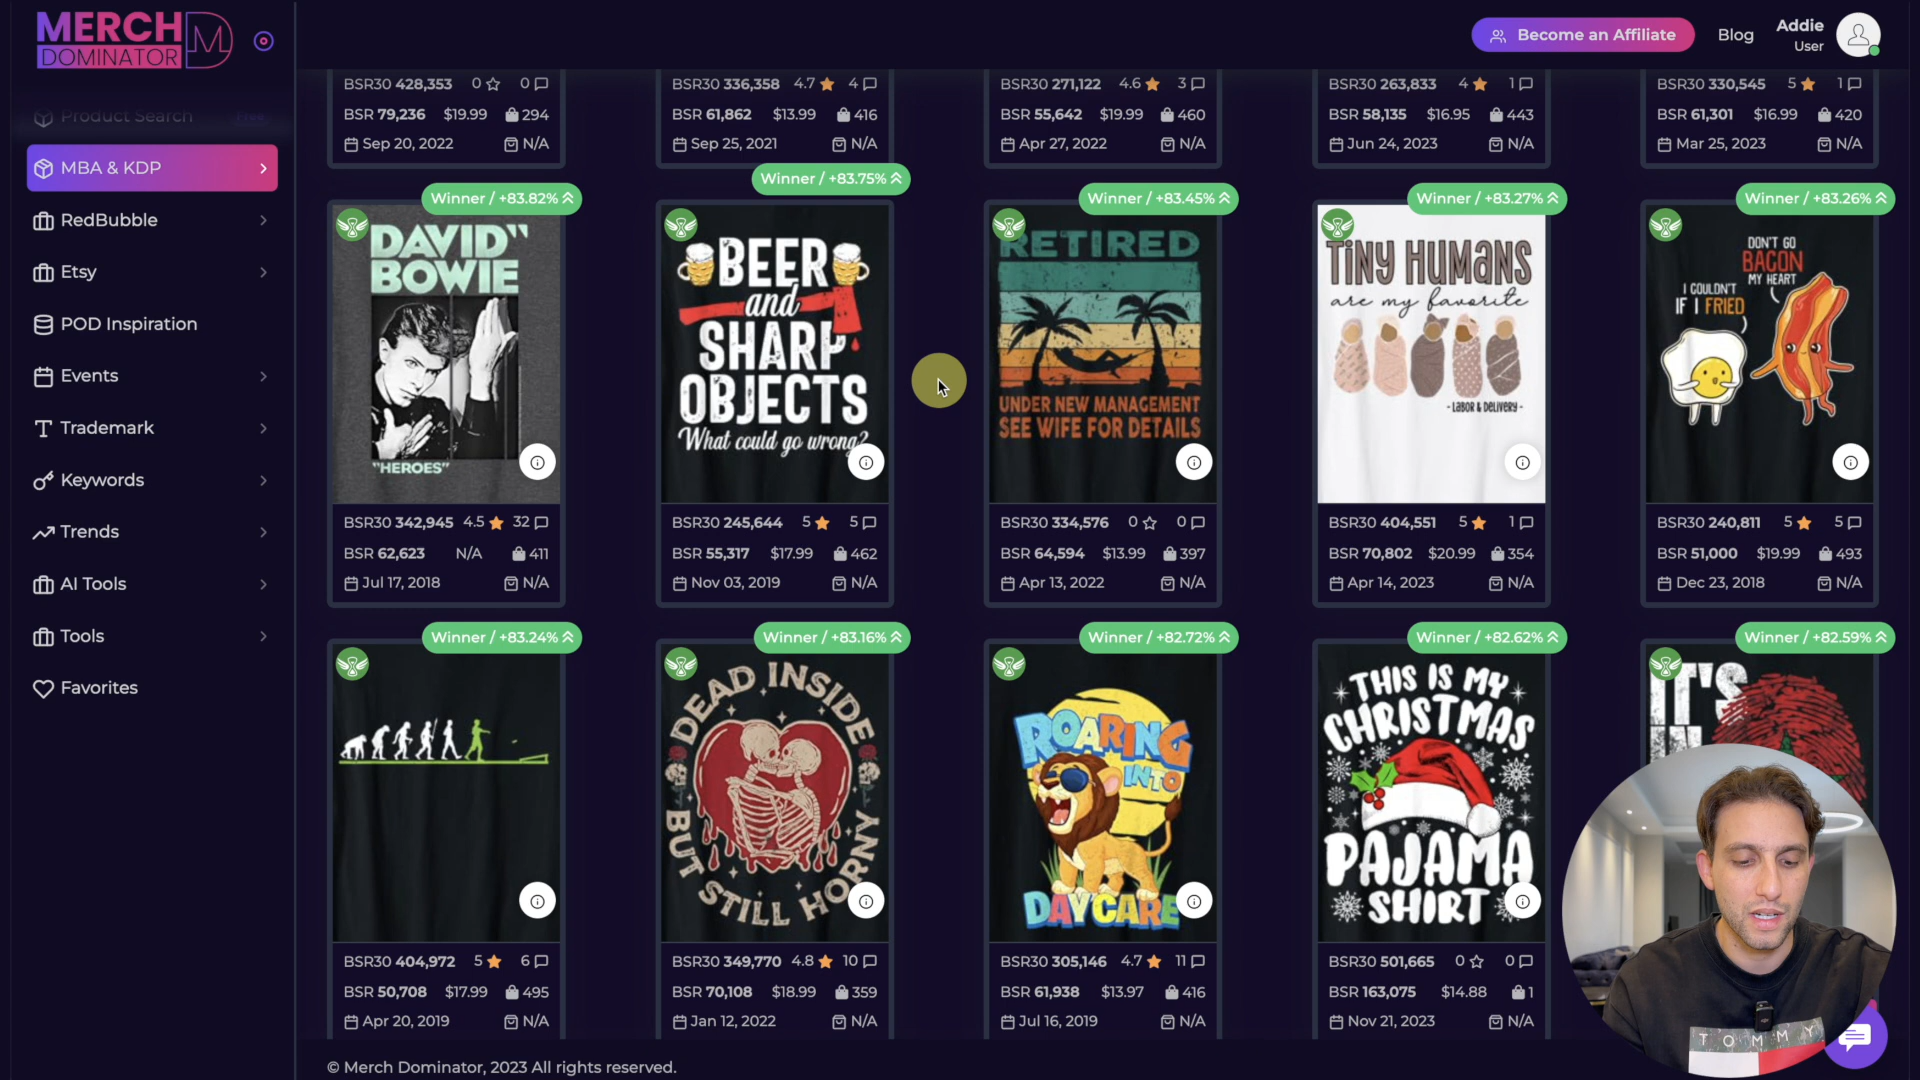 MERCH
DOMINATOR
Become an Affiliate
Blog
Addie
User
Product Search
MBA & KDP
RedBubble
Etsy
POD Inspiration
Events
Trademark
Keywords
Trends
AI Tools
Tools
Favorites
BSR30 428,353 0 0
BSR 79,236 $19.99 294
Sep 20, 2022 N/A
BSR30 336,358 4.7 4
BSR 61,862 $13.99 416
Sep 25, 2021 N/A
BSR30 271,122 4.6 3
BSR 55,642 $19.99 460
Apr 27, 2022 N/A
BSR30 263,833 4 1
BSR 58,135 $16.95 443
Jun 24, 2023 N/A
BSR30 330,545 5 1
BSR 61,301 $16.99 420
Mar 25, 2023 N/A
Winner / +83.82%
DAVID
BOWIE
"HEROES"
BSR30 342,945 4.5 32
BSR 62,623 N/A 411
Jul 17, 2018 N/A
Winner / +83.75%
BEER
and
SHARP
OBJECTS
What could go wrong?
BSR30 245,644 5 5
BSR 55,317 $17.99 462
Nov 03, 2019 N/A
Winner / +83.45%
RETIRED
UNDER NEW MANAGEMENT
SEE WIFE FOR DETAILS
BSR30 334,576 0 0
BSR 64,594 $13.99 397
Apr 13, 2022 N/A
Winner / +83.27%
TINY HUMANS
are my favorite
- LABOR & DELIVERY -
BSR30 404,551 5 1
BSR 70,802 $20.99 354
Apr 14, 2023 N/A
Winner / +83.26%
DON'T GO
BACON
MY HEART
I COULDN'T
IF I FRIED
BSR30 240,811 5 5
BSR 51,000 $19.99 493
Dec 23, 2018 N/A
Winner / +83.24%
BSR30 404,972 5 6
BSR 50,708 $17.99 495
Apr 20, 2019 N/A
Winner / +83.16%
DEAD INSIDE
BUT STILL HORNY
BSR30 349,770 4.8 10
BSR 70,108 $18.99 359
Jan 12, 2022 N/A
Winner / +82.72%
ROARING
INTO
DAYCARE
BSR30 305,146 4.7 11
BSR 61,938 $13.97 416
Jul 16, 2019 N/A
Winner / +82.62%
THIS IS MY
CHRISTMAS
PAJAMA
SHIRT
BSR30 501,665 0 0
BSR 163,075 $14.88 1
Nov 21, 2023 N/A
Winner / +82.59%
IT'S
IN
TOMMY
© Merch Dominator, 2023 All rights reserved.